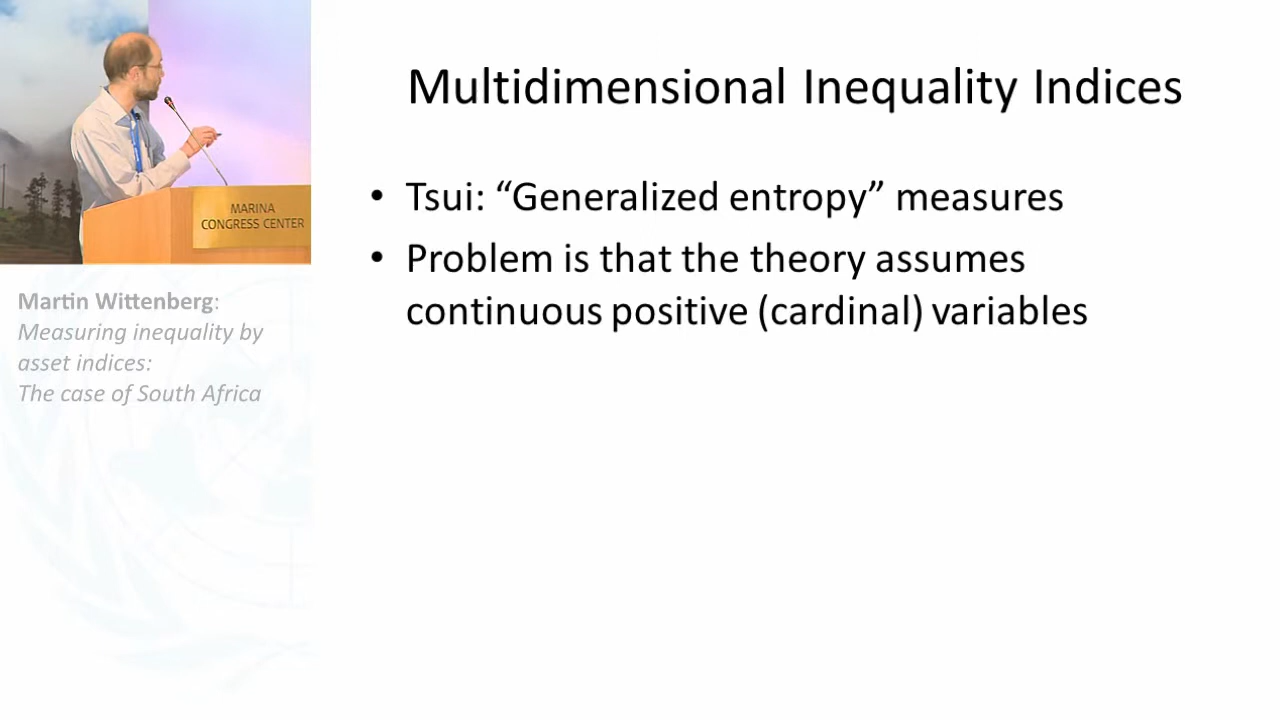 MARINA
CONGRESS CENTER
Martin Wittenberg:
Measuring inequality by
asset indices:
The case of South Africa
Multidimensional Inequality Indices
• Tsui: “Generalized entropy” measures
• Problem is that the theory assumes
continuous positive (cardinal) variables